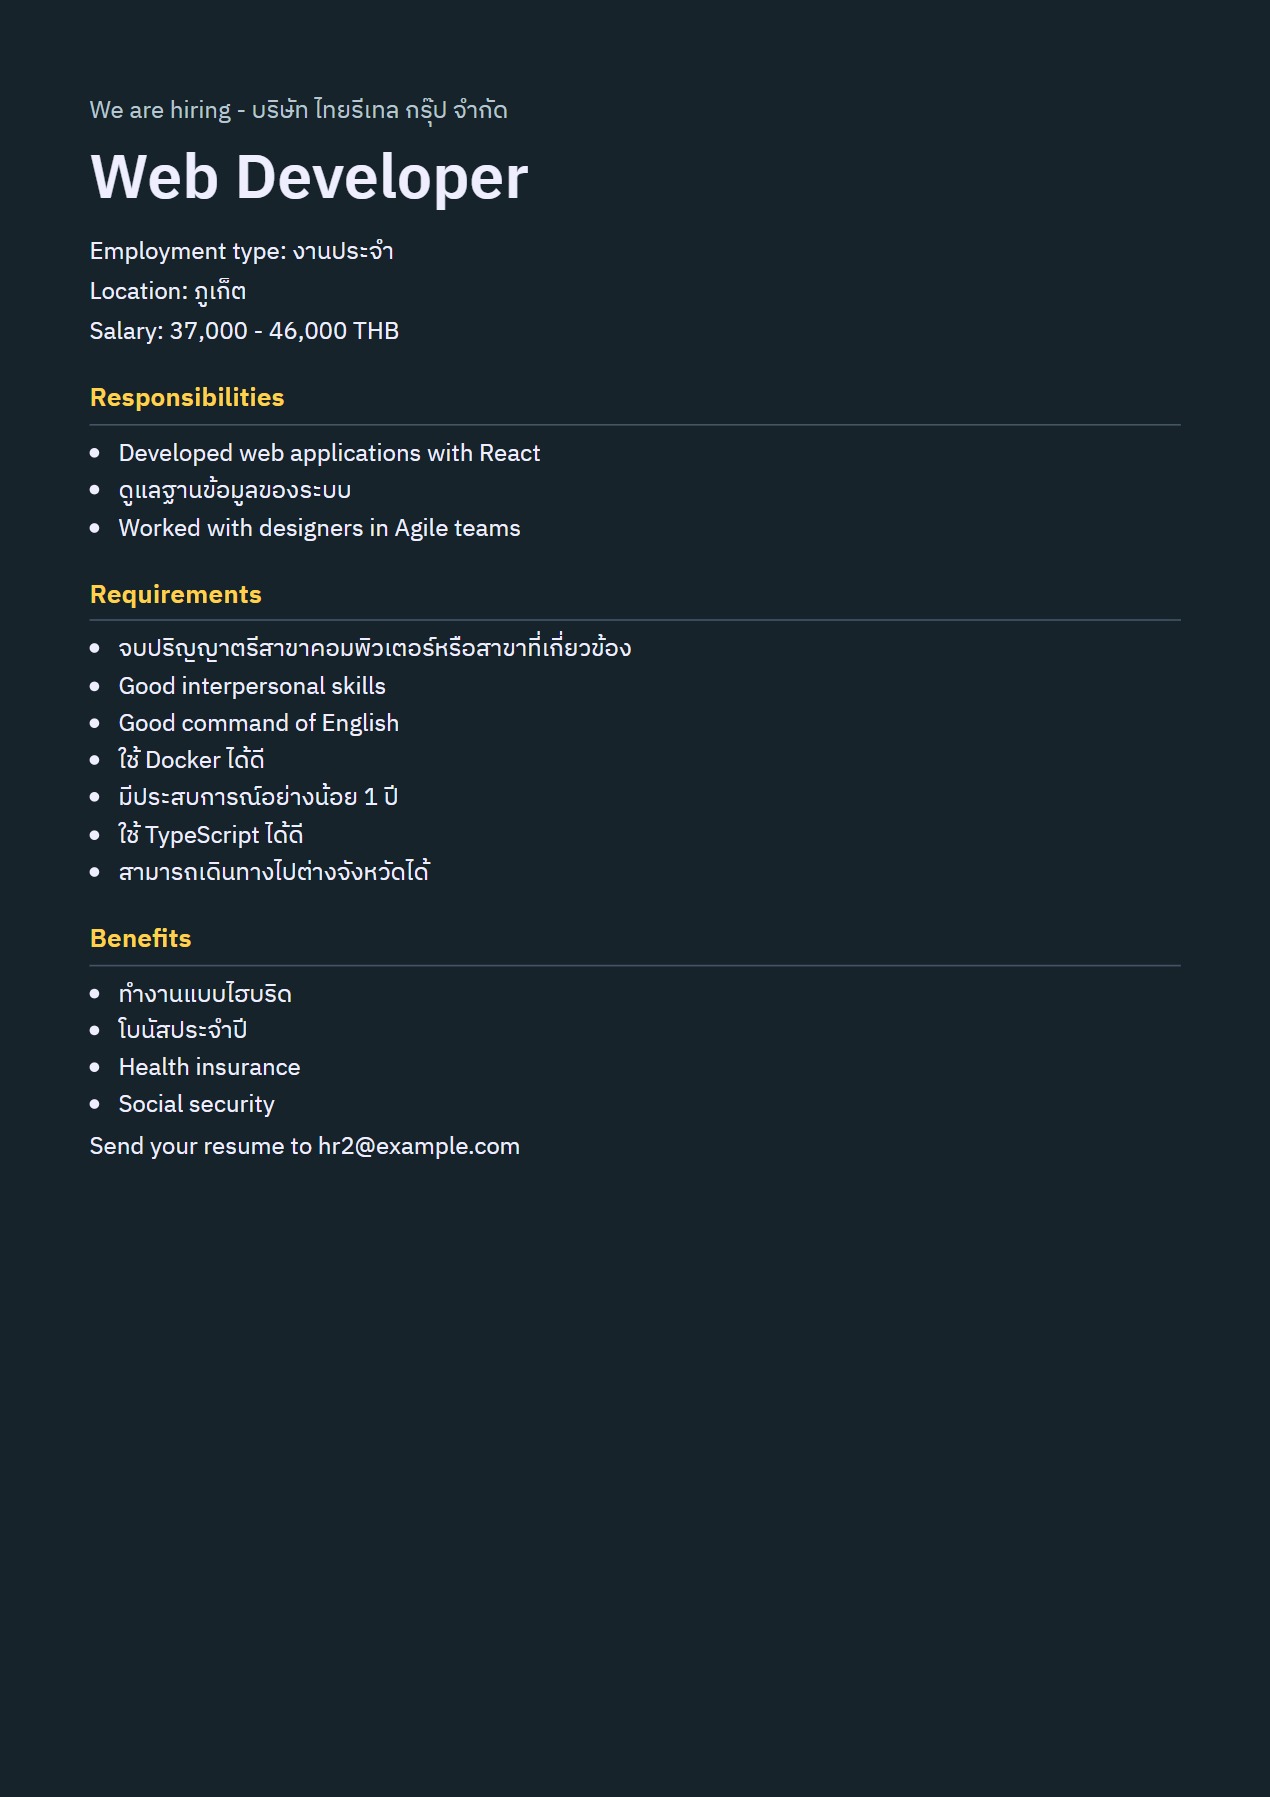 We are hiring - บริษัท ไทยรีเทล กรุ๊ป จำกัด
Web Developer
Employment type: งานประจำ
Location: ภูเก็ต
Salary: 37,000 - 46,000 THB
Responsibilities
• Developed web applications with React
• ดูแลฐานข้อมูลของระบบ
• Worked with designers in Agile teams
Requirements
• จบปริญญาตรีสาขาคอมพิวเตอร์หรือสาขาที่เกี่ยวข้อง
• Good interpersonal skills
• Good command of English
• ใช้ Docker ได้ดี
• มีประสบการณ์อย่างน้อย 1 ปี
• ใช้ TypeScript ได้ดี
• สามารถเดินทางไปต่างจังหวัดได้
Benefits
• ทำงานแบบไฮบริด
• โบนัสประจำปี
• Health insurance
• Social security
Send your resume to hr2@example.com